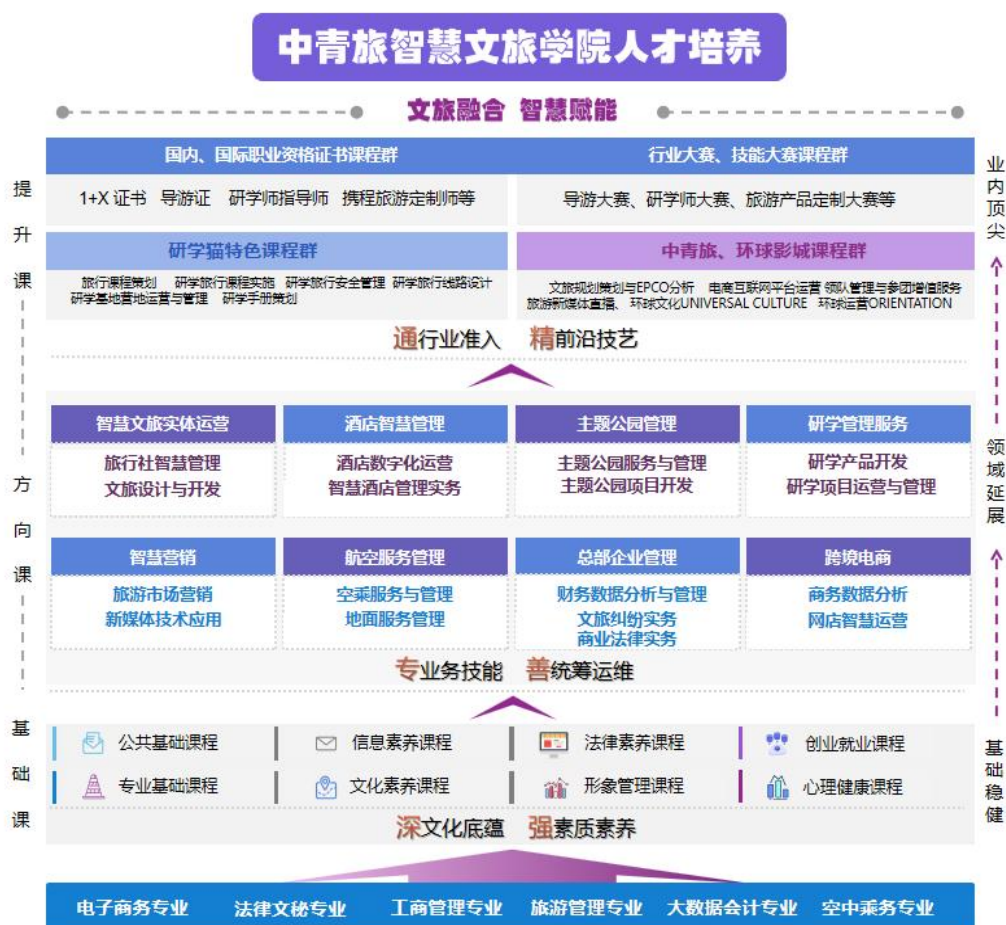 中青旅智慧文旅学院人才培养
文旅融合 智慧赋能
提升课
业内顶尖
国内、国际职业资格证书课程群
行业大赛、技能大赛课程群
1+X 证书 导游证 研学师指导师 携程旅游定制师等
导游大赛、研学师大赛、旅游产品定制大赛等
研学猫特色课程群
中青旅、环球影城课程群
旅行课程策划 研学旅行课程实施 研学旅行安全管理 研学旅行线路设计
研学基地营地运营与管理 研学手册策划
文旅规划策划与EPCO分析 电商互联网平台运营 领队管理与参团增值服务
旅游新媒体直播、环球文化UNIVERSAL CULTURE 环球运营ORIENTATION
通行业准入 精前沿技艺
方向课
领域延展
智慧文旅实体运营
酒店智慧管理
主题公园管理
研学管理服务
旅行社智慧管理
文旅设计与开发
酒店数字化运营
智慧酒店管理实务
主题公园服务与管理
主题公园项目开发
研学产品开发
研学项目运营与管理
智慧营销
航空服务管理
总部企业管理
跨境电商
旅游市场营销
新媒体技术应用
空乘服务与管理
地面服务管理
财务数据分析与管理
文旅纠纷实务
商业法律实务
商务数据分析
网店智慧运营
专业务技能 善统筹运维
基础课
基础稳健
公共基础课程
信息素养课程
法律素养课程
创业就业课程
专业基础课程
文化素养课程
形象管理课程
心理健康课程
深文化底蕴 强素质素养
电子商务专业 法律文秘专业 工商管理专业 旅游管理专业 大数据会计专业 空中乘务专业